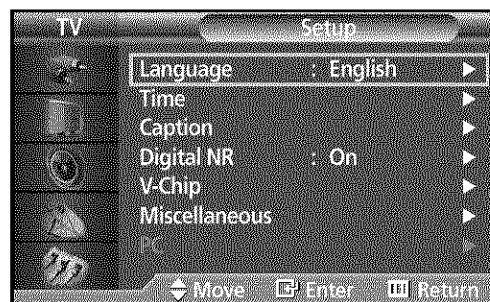 TV Setup
Language : English
Time
Caption
Digital NR : On
V-Chip
Miscellaneous
PC
Move Enter Return